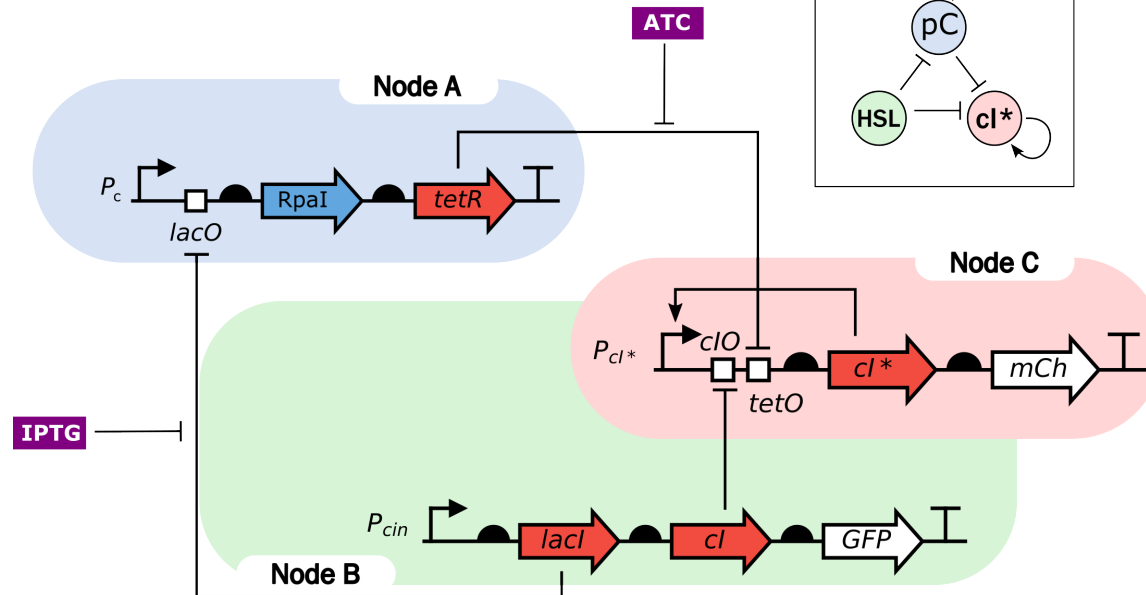 ATC
pC
HSL
cI*
Node A
Pc
RpaI
tetR
lacO
Node C
PcI*
cIO
cI*
mCh
tetO
IPTG
Pcin
lacI
cI
GFP
Node B